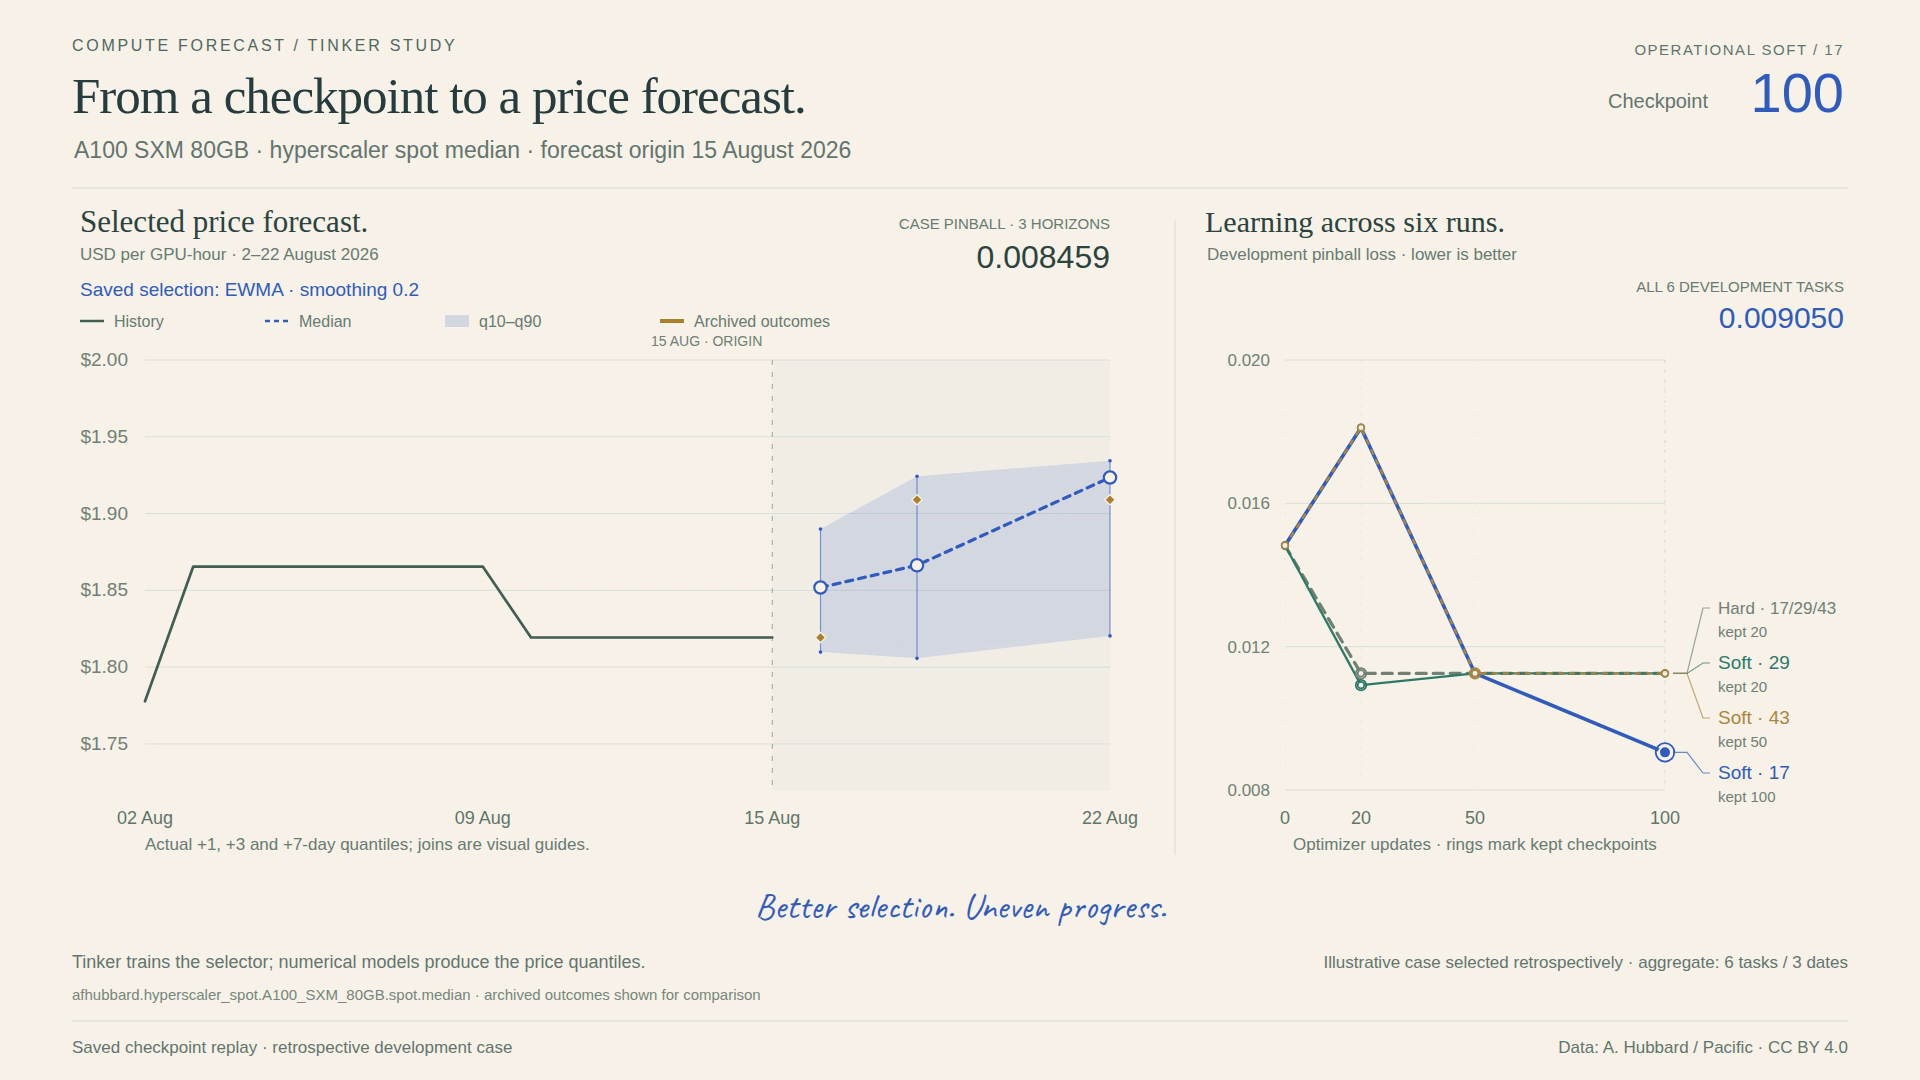 COMPUTE FORECAST / TINKER STUDY
From a checkpoint to a price forecast.
A100 SXM 80GB · hyperscaler spot median · forecast origin 15 August 2026
OPERATIONAL SOFT / 17
Checkpoint 100
Selected price forecast.
USD per GPU-hour · 2–22 August 2026
Saved selection: EWMA · smoothing 0.2
CASE PINBALL · 3 HORIZONS
0.008459
History Median q10–q90 Archived outcomes
15 AUG · ORIGIN
$2.00
$1.95
$1.90
$1.85
$1.80
$1.75
02 Aug 09 Aug 15 Aug 22 Aug
Actual +1, +3 and +7-day quantiles; joins are visual guides.
Learning across six runs.
Development pinball loss · lower is better
ALL 6 DEVELOPMENT TASKS
0.009050
0.020
0.016
0.012
0.008
Hard · 17/29/43
kept 20
Soft · 29
kept 20
Soft · 43
kept 50
Soft · 17
kept 100
0 20 50 100
Optimizer updates · rings mark kept checkpoints
Better selection. Uneven progress.
Tinker trains the selector; numerical models produce the price quantiles.
Illustrative case selected retrospectively · aggregate: 6 tasks / 3 dates
afhubbard.hyperscaler_spot.A100_SXM_80GB.spot.median · archived outcomes shown for comparison
Saved checkpoint replay · retrospective development case
Data: A. Hubbard / Pacific · CC BY 4.0